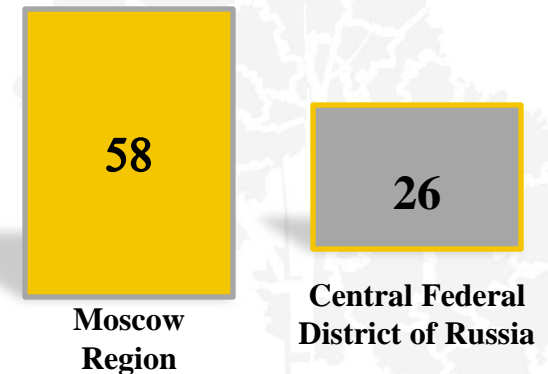 58
Moscow
Region
26
Central Federal
District of Russia